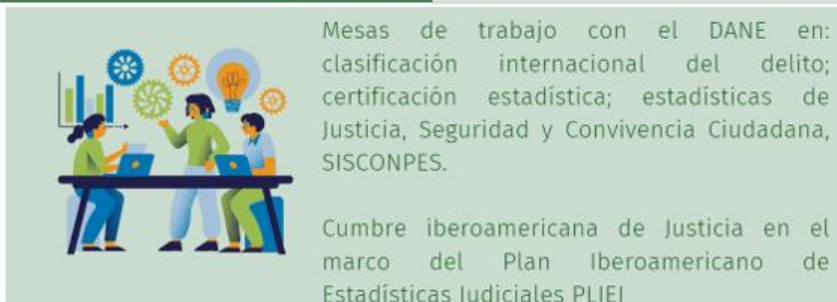 Mesas de trabajo con el DANE en:
clasificación internacional del delito;
certificación estadística; estadísticas de
Justicia, Seguridad y Convivencia Ciudadana,
SISCONPES.
Cumbre iberoamericana de Justicia en el
marco del Plan Iberoamericano de
Estadísticas Judiciales PLIEJ